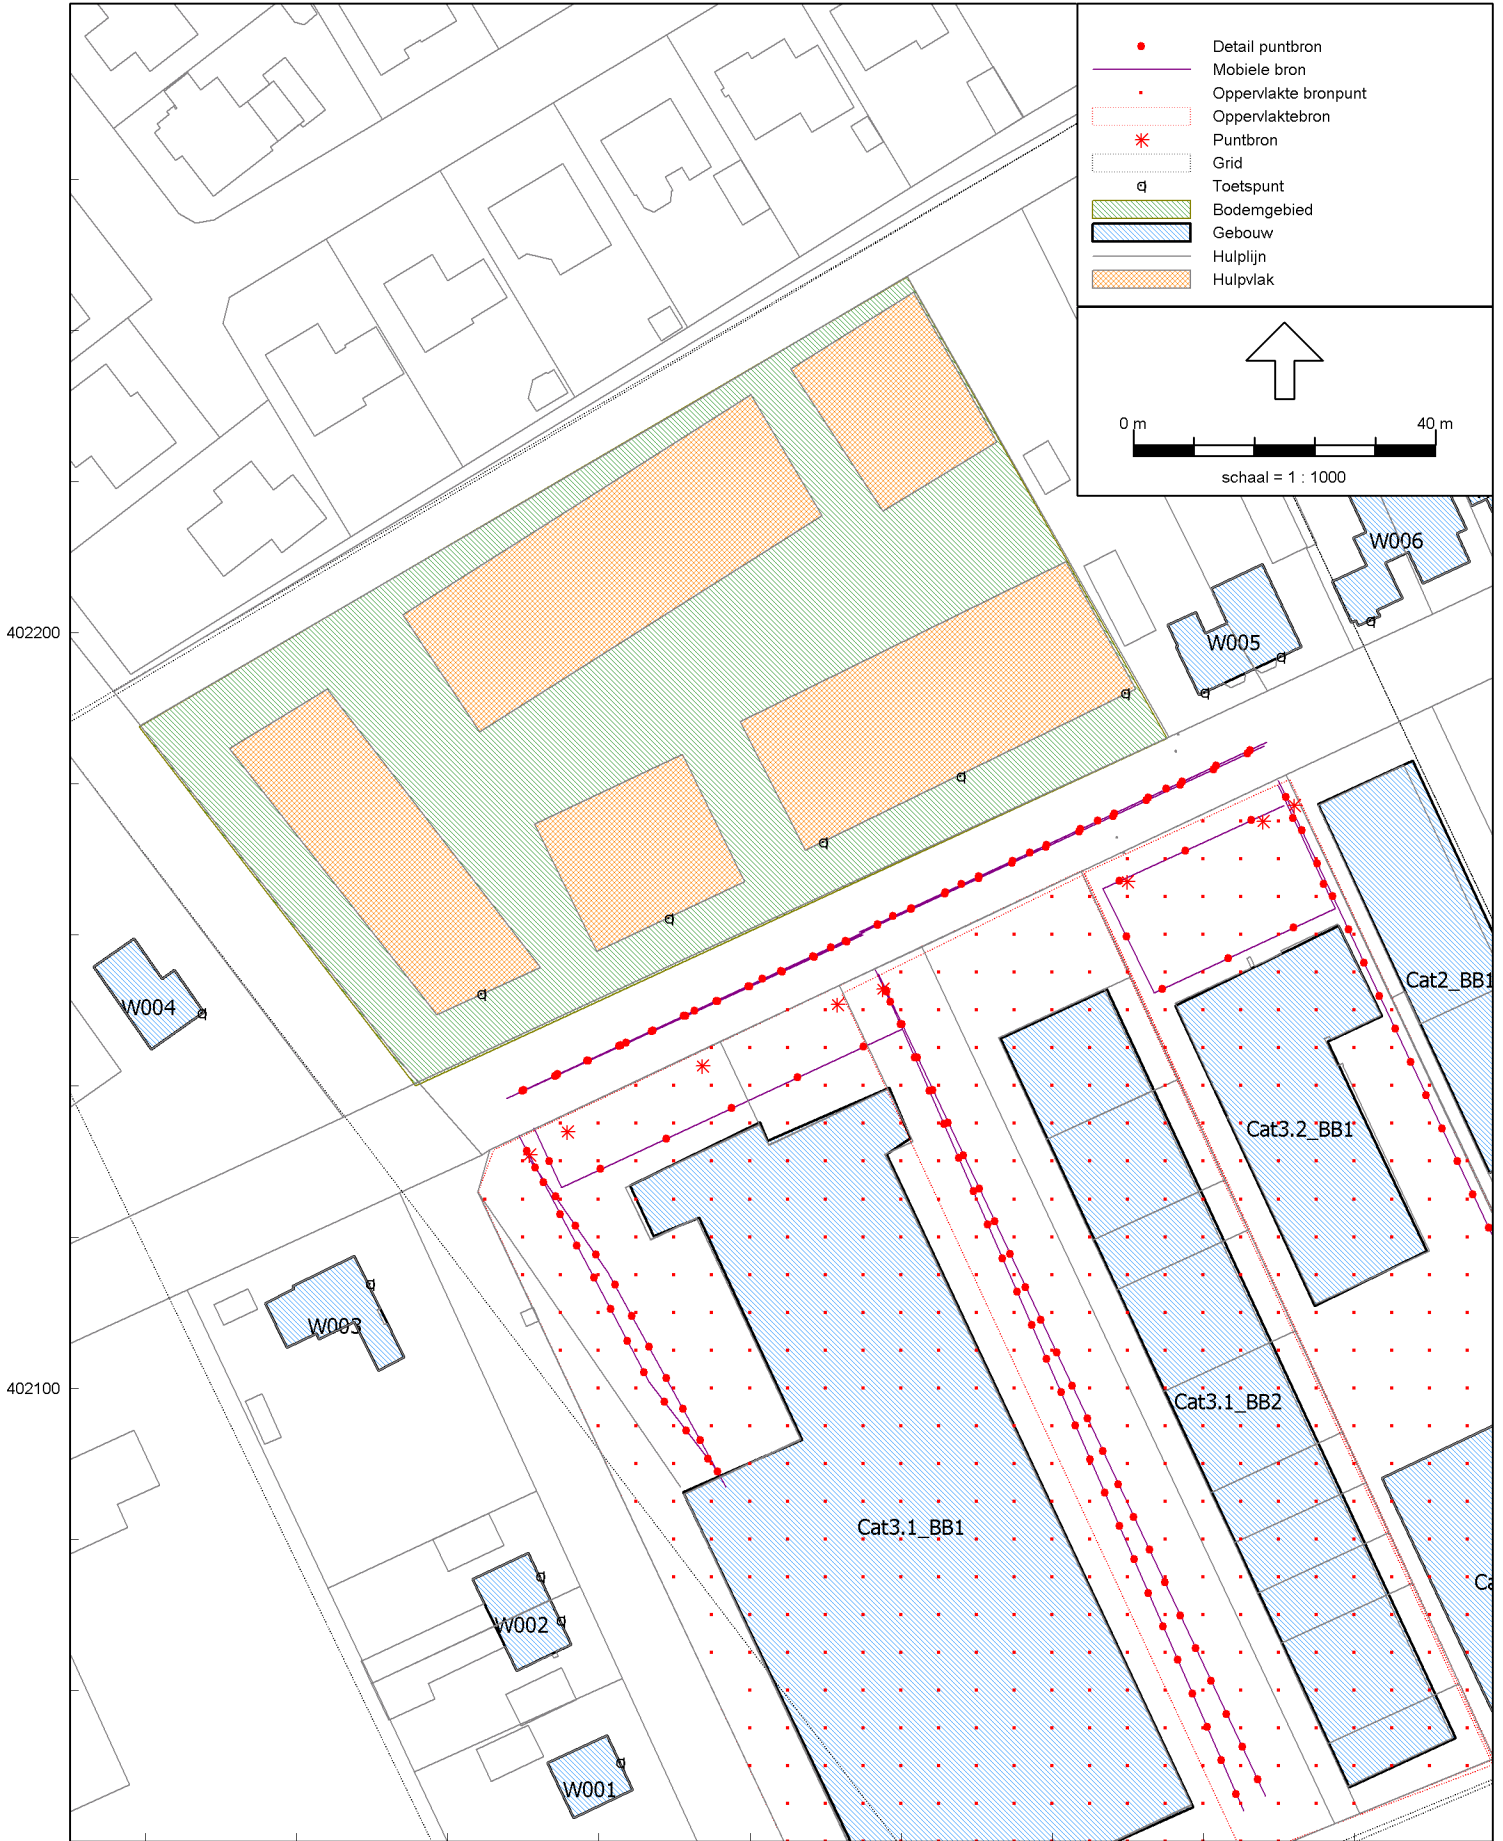 Detail puntbron
Mobiele bron
Oppervlakte bronpunt
Oppervlaktebron
Puntbron
Grid
Toetspunt
Bodemgebied
Gebouw
Hulplijn
Hulpvlak
0 m 40 m
schaal = 1 : 1000
W006
402200
W005
Cat2_BB1
W004
Cat3.2_BB1
W003
402100
Cat3.1_BB2
Cat3.1_BB1
Ca
W002
W001